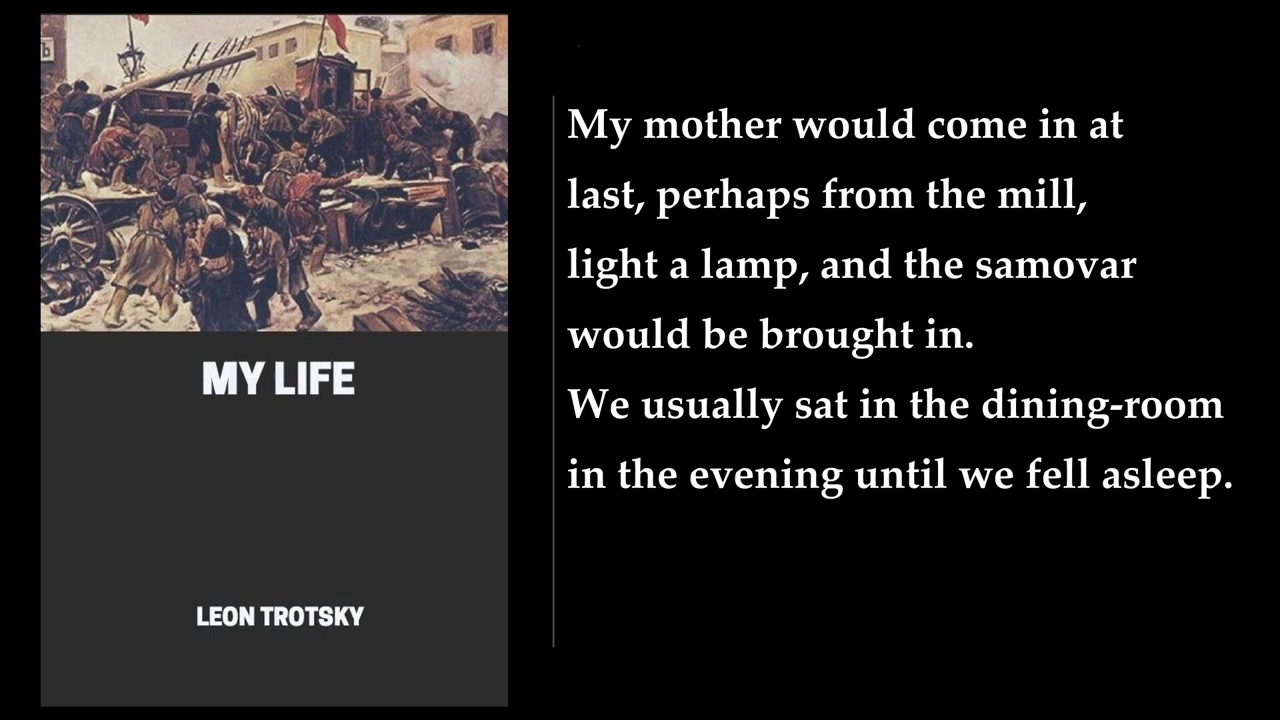 MY LIFE
LEON TROTSKY
My mother would come in at
last, perhaps from the mill,
light a lamp, and the samovar
would be brought in.
We usually sat in the dining-room
in the evening until we fell asleep.